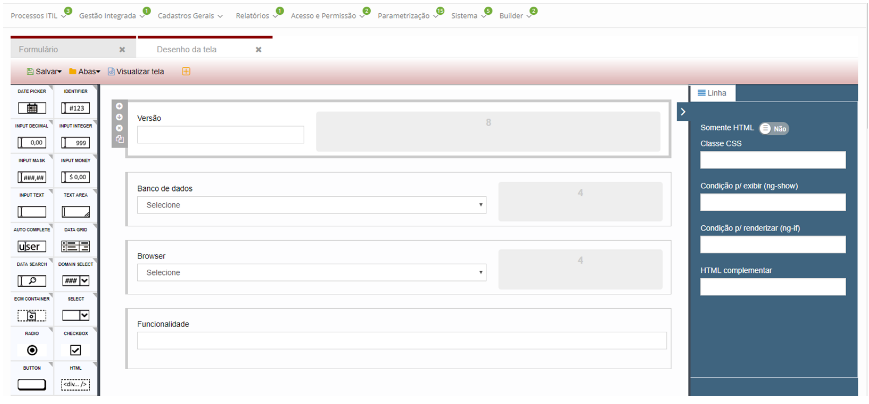 Processos ITIL 3 Gestão Integrada 1 Cadastros Gerais Relatórios 1 Acesso e Permissão 2 Parametrização 15 Sistema 5 Builder 2
Formulário × Desenho da tela ×
Salvar Abas Visualizar tela
DATE PICKER IDENTIFIER
#123
INPUT DECIMAL INPUT INTEGER
0,00 999
INPUT MASK INPUT MONEY
###,## $ 0,00
INPUT TEXT TEXT AREA
AUTO COMPLETE DATA GRID
user
DATA SEARCH DOMAIN SELECT
###
ECM CONTAINER SELECT
RADIO CHECKBOX
BUTTON HTML
<div... />
Versão
8
Banco de dados
Selecione
4
Browser
Selecione
4
Funcionalidade
Linha
Somente HTML Não
Classe CSS
Condição p/ exibir (ng-show)
Condição p/ renderizar (ng-if)
HTML complementar